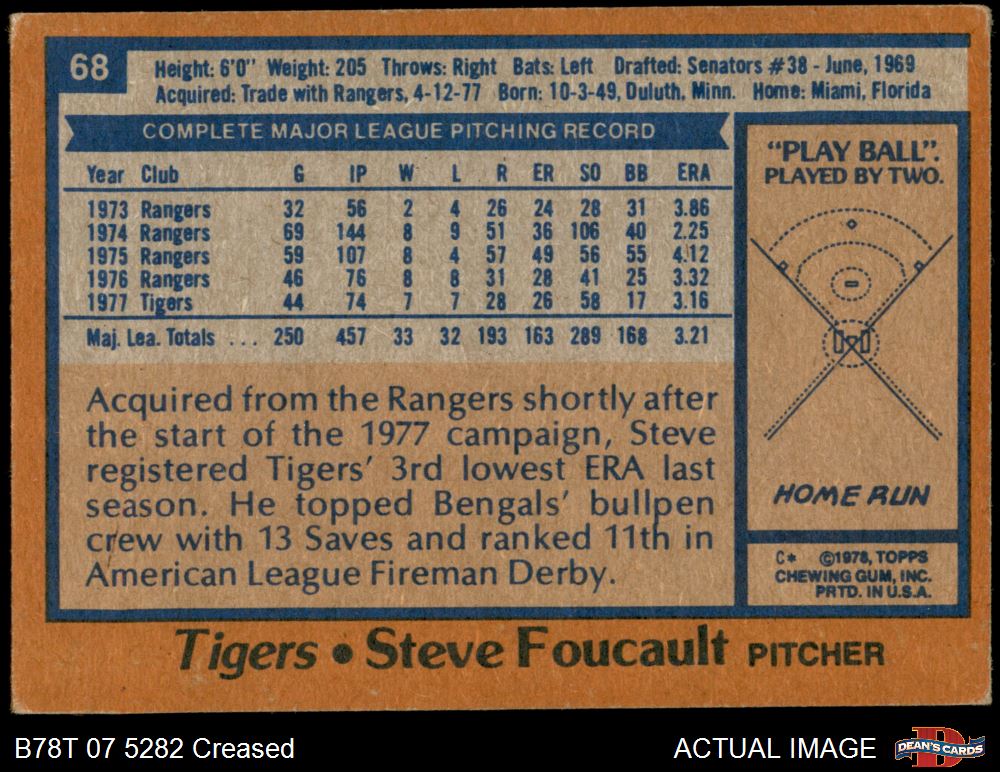 68
Height: 6'0" Weight: 205 Throws: Right Bats: Left Drafted: Senators #38 - June, 1969
Acquired: Trade with Rangers, 4-12-77 Born: 10-3-49, Duluth, Minn. Home: Miami, Florida
COMPLETE MAJOR LEAGUE PITCHING RECORD
Year Club G IP W L R ER SO BB ERA
1973 Rangers 32 56 2 4 26 24 28 31 3.86
1974 Rangers 69 144 8 9 51 36 106 40 2.25
1975 Rangers 59 107 8 4 57 49 56 55 4.12
1976 Rangers 46 76 8 8 31 28 41 25 3.32
1977 Tigers 44 74 7 7 28 26 58 17 3.16
Maj. Lea. Totals ... 250 457 33 32 193 163 289 168 3.21
Acquired from the Rangers shortly after
the start of the 1977 campaign, Steve
registered Tigers' 3rd lowest ERA last
season. He topped Bengals' bullpen
crew with 13 Saves and ranked 11th in
American League Fireman Derby.
"PLAY BALL".
PLAYED BY TWO.
HOME RUN
C* ©1978, TOPPS
CHEWING GUM, INC.
PRTD. IN U.S.A.
Tigers • Steve Foucault PITCHER
B78T 07 5282 Creased
ACTUAL IMAGE
DEAN'S CARDS